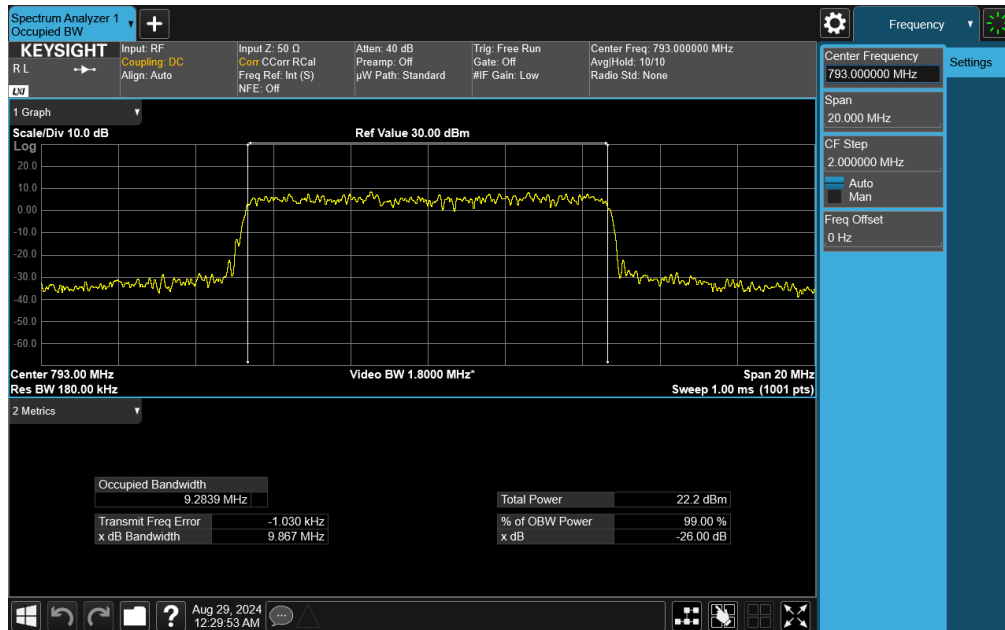 Spectrum Analyzer 1
Occupied BW
Frequency
KEYSIGHT
R L
LXI
Input: RF
Coupling: DC
Align: Auto
Input Z: 50 Ω
Corr CCorr RCal
Freq Ref: Int (S)
NFE: Off
Atten: 40 dB
Preamp: Off
µW Path: Standard
Trig: Free Run
Gate: Off
#IF Gain: Low
Center Freq: 793.000000 MHz
Avg|Hold: 10/10
Radio Std: None
Center Frequency
793.000000 MHz
Settings
Span
20.000 MHz
CF Step
2.000000 MHz
Auto
Man
Freq Offset
0 Hz
1 Graph
Scale/Div 10.0 dB
Ref Value 30.00 dBm
Log
20.0
10.0
0.00
-10.0
-20.0
-30.0
-40.0
-50.0
-60.0
Center 793.00 MHz
Video BW 1.8000 MHz*
Span 20 MHz
Res BW 180.00 kHz
Sweep 1.00 ms (1001 pts)
2 Metrics
Occupied Bandwidth
9.2839 MHz
Total Power 22.2 dBm
Transmit Freq Error -1.030 kHz
% of OBW Power 99.00 %
x dB Bandwidth 9.867 MHz
x dB -26.00 dB
?
Aug 29, 2024
12:29:53 AM